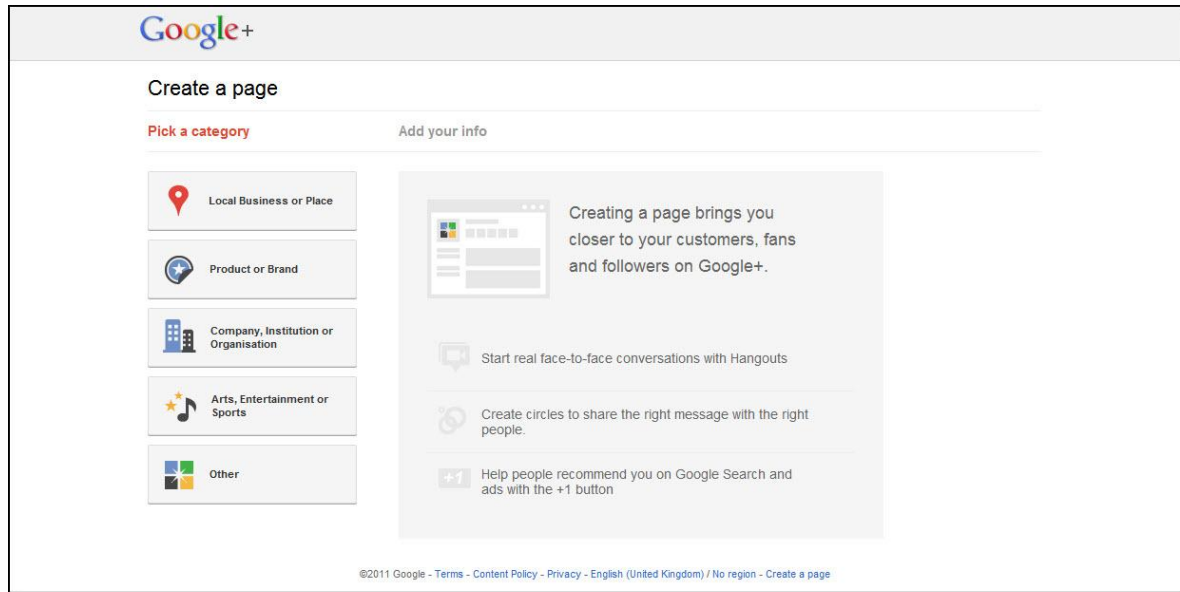 Google+
Create a page
Pick a category
Add your info
Local Business or Place
Product or Brand
Company, Institution or
Organisation
Arts, Entertainment or
Sports
Other
Creating a page brings you
closer to your customers, fans
and followers on Google+.
Start real face-to-face conversations with Hangouts
Create circles to share the right message with the right
people.
+1
Help people recommend you on Google Search and
ads with the +1 button
©2011 Google - Terms - Content Policy - Privacy - English (United Kingdom) / No region - Create a page